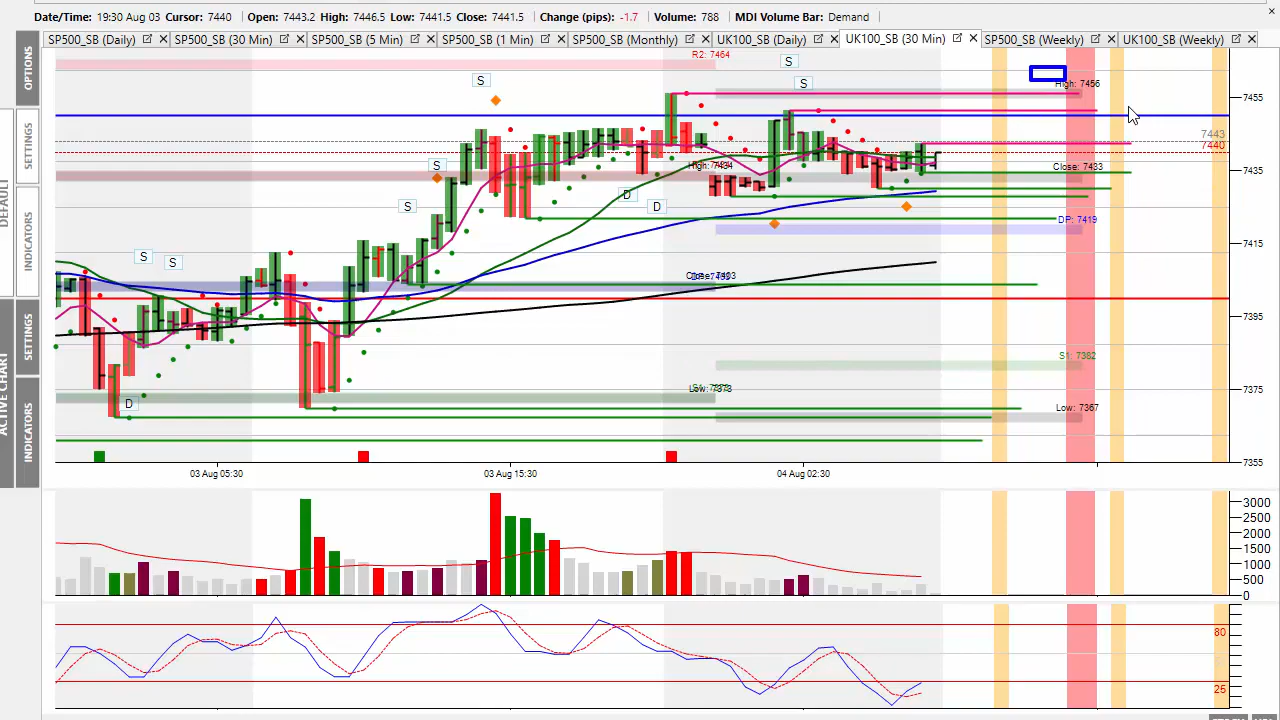 Date/Time: 19:30 Aug 03 Cursor: 7440 Open: 7443.2 High: 7446.5 Low: 7441.5 Close: 7441.5 Change (pips): -1.7 Volume: 788 MDI Volume Bar: Demand
SP500_SB (Daily) SP500_SB (30 Min) SP500_SB (5 Min) SP500_SB (1 Min) SP500_SB (Monthly) UK100_SB (Daily) UK100_SB (30 Min) SP500_SB (Weekly) UK100_SB (Weekly)
OPTIONS
SETTINGS
DEFAULT
INDICATORS
SETTINGS
ACTIVE CHART
INDICATORS
R2: 7464
S
S
S
High: 7456
7455
7443
7440
S
Close: 7433
7435
D
D
S
DP: 7419
7415
S
S
7395
S1: 7382
7375
D
Low: 7367
7355
03 Aug 05:30
03 Aug 15:30
04 Aug 02:30
3000
2500
2000
1500
1000
500
0
80
25